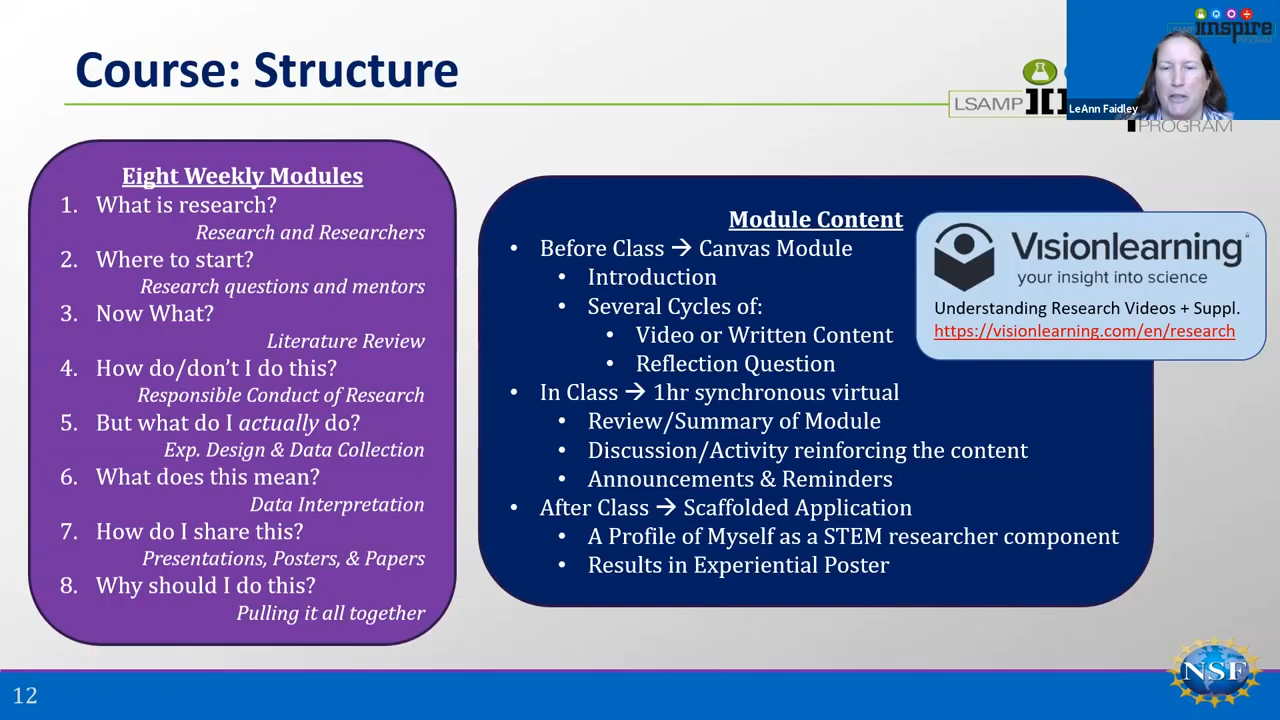 Course: Structure
LSAMP
PROGRAM
inspire
LeAnn Faidley
Eight Weekly Modules
1. What is research?
Research and Researchers
2. Where to start?
Research questions and mentors
3. Now What?
Literature Review
4. How do/don't I do this?
Responsible Conduct of Research
5. But what do I actually do?
Exp. Design & Data Collection
6. What does this mean?
Data Interpretation
7. How do I share this?
Presentations, Posters, & Papers
8. Why should I do this?
Pulling it all together
Module Content
• Before Class → Canvas Module
• Introduction
• Several Cycles of:
• Video or Written Content
• Reflection Question
• In Class → 1hr synchronous virtual
• Review/Summary of Module
• Discussion/Activity reinforcing the content
• Announcements & Reminders
• After Class → Scaffolded Application
• A Profile of Myself as a STEM researcher component
• Results in Experiential Poster
Visionlearning
your insight into science
Understanding Research Videos + Suppl.
https://visionlearning.com/en/research
12
NSF